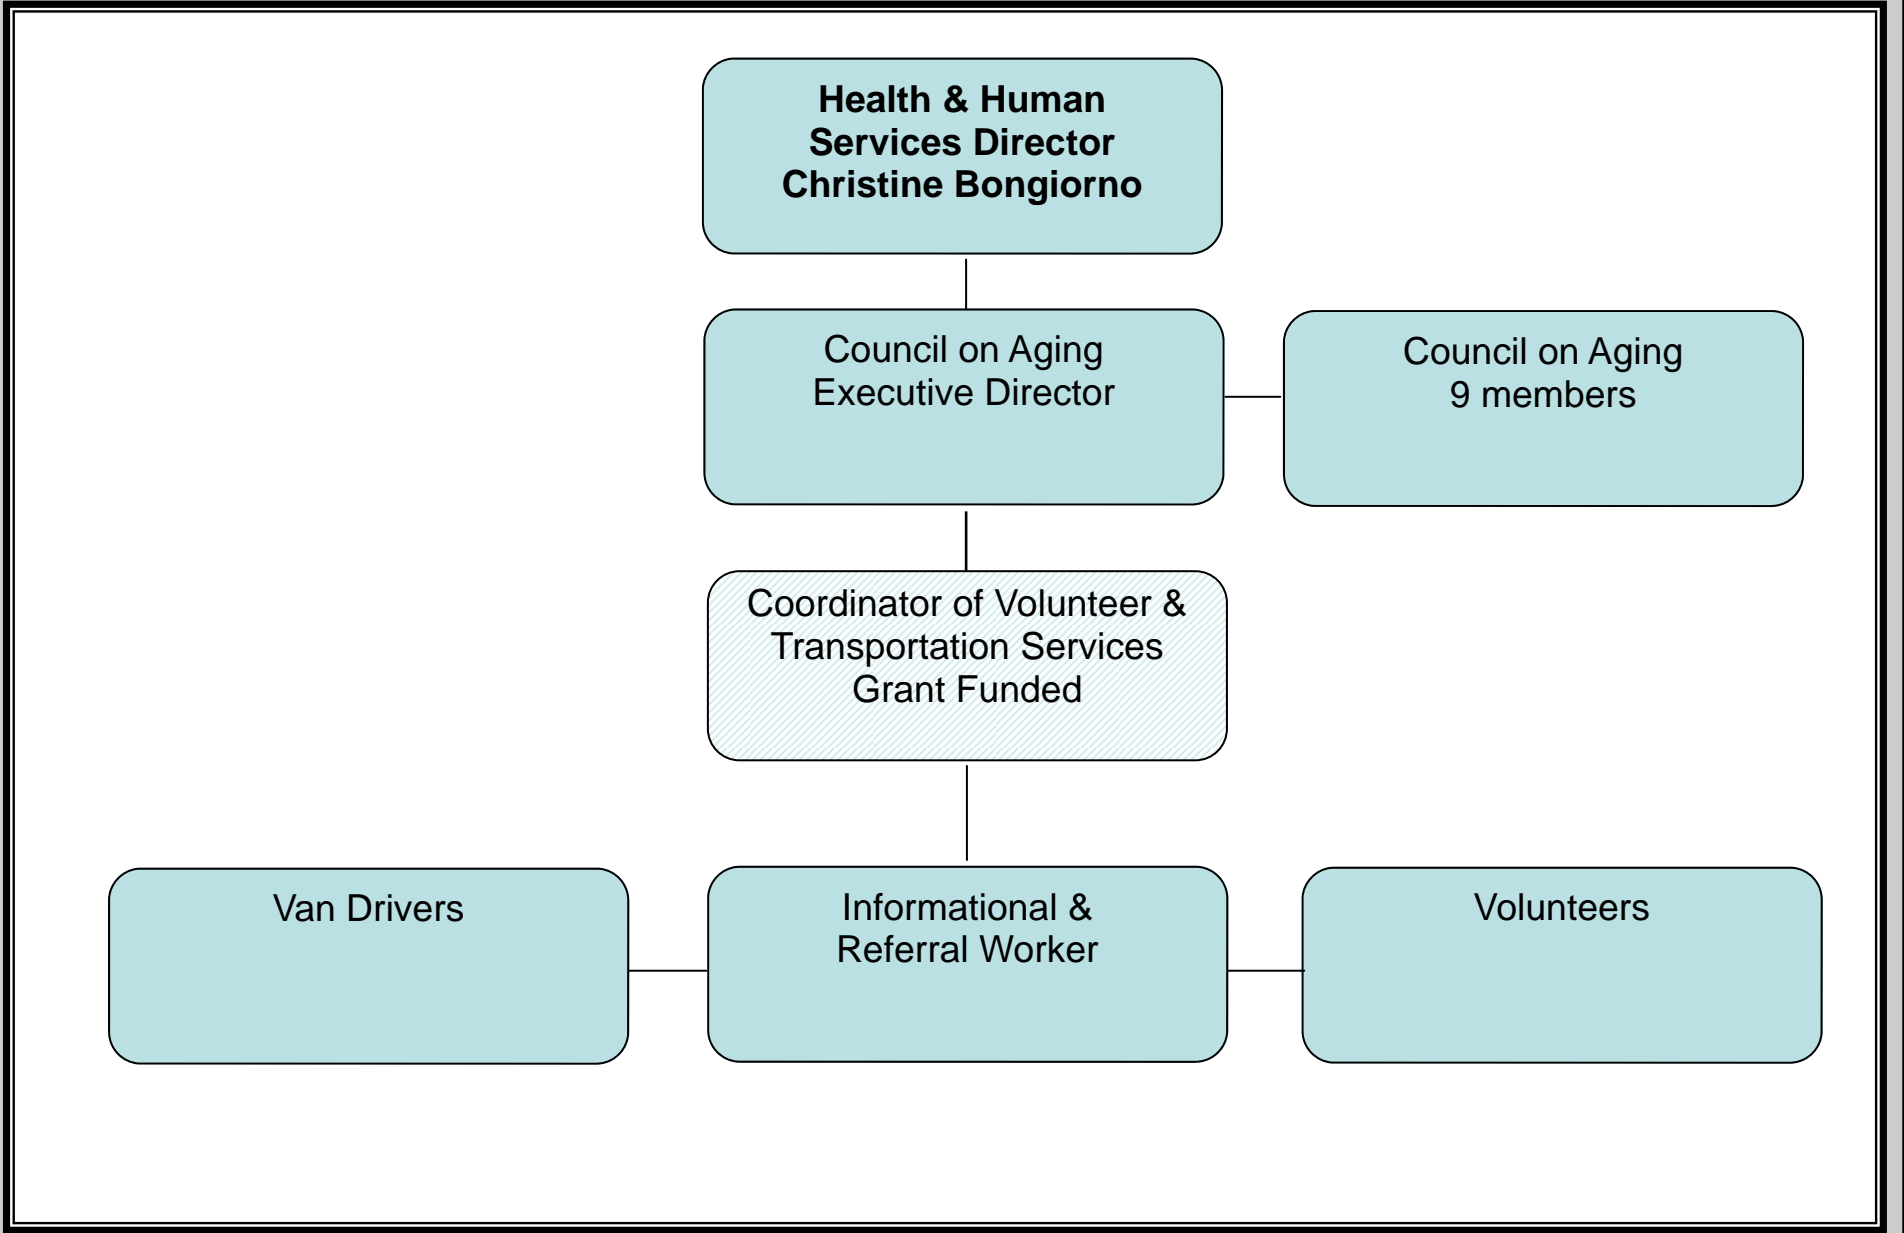 Health & Human
Services Director
Christine Bongiorno
Council on Aging
Executive Director
Council on Aging
9 members
Coordinator of Volunteer &
Transportation Services
Grant Funded
Van Drivers
Informational &
Referral Worker
Volunteers